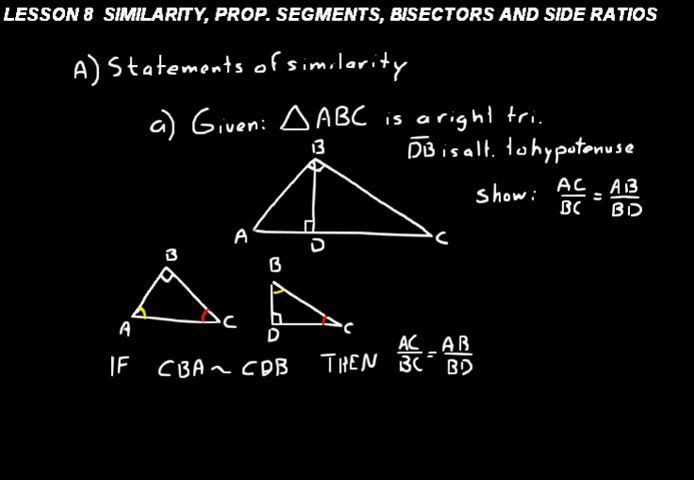 LESSON 8 SIMILARITY, PROP. SEGMENTS, BISECTORS AND SIDE RATIOS
A) Statements of similarity
a) Given: △ABC is a right tri.
D̅B̅ is alt. to hypotenuse
Show: AC/BC = AB/BD
B
A
D
C
B
A
C
B
D
C
IF CBA ~ CDB THEN AC/BC = AB/BD